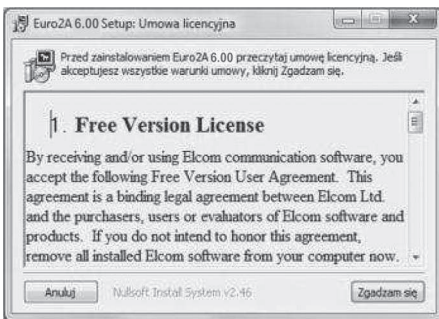 Euro2A 6.00 Setup: Umowa licencyjna
Przed zainstalowaniem Euro2A 6.00 przeczytaj umowę licencyjną. Jeśli
akceptujesz wszystkie warunki umowy, kliknij Zgadzam się.
1. Free Version License
By receiving and/or using Elcom communication software, you
accept the following Free Version User Agreement. This
agreement is a binding legal agreement between Elcom Ltd.
and the purchasers, users or evaluators of Elcom software and
products. If you do not intend to honor this agreement,
remove all installed Elcom software from your computer now.
Anuluj Nullsoft Install System v2.46 Zgadzam się